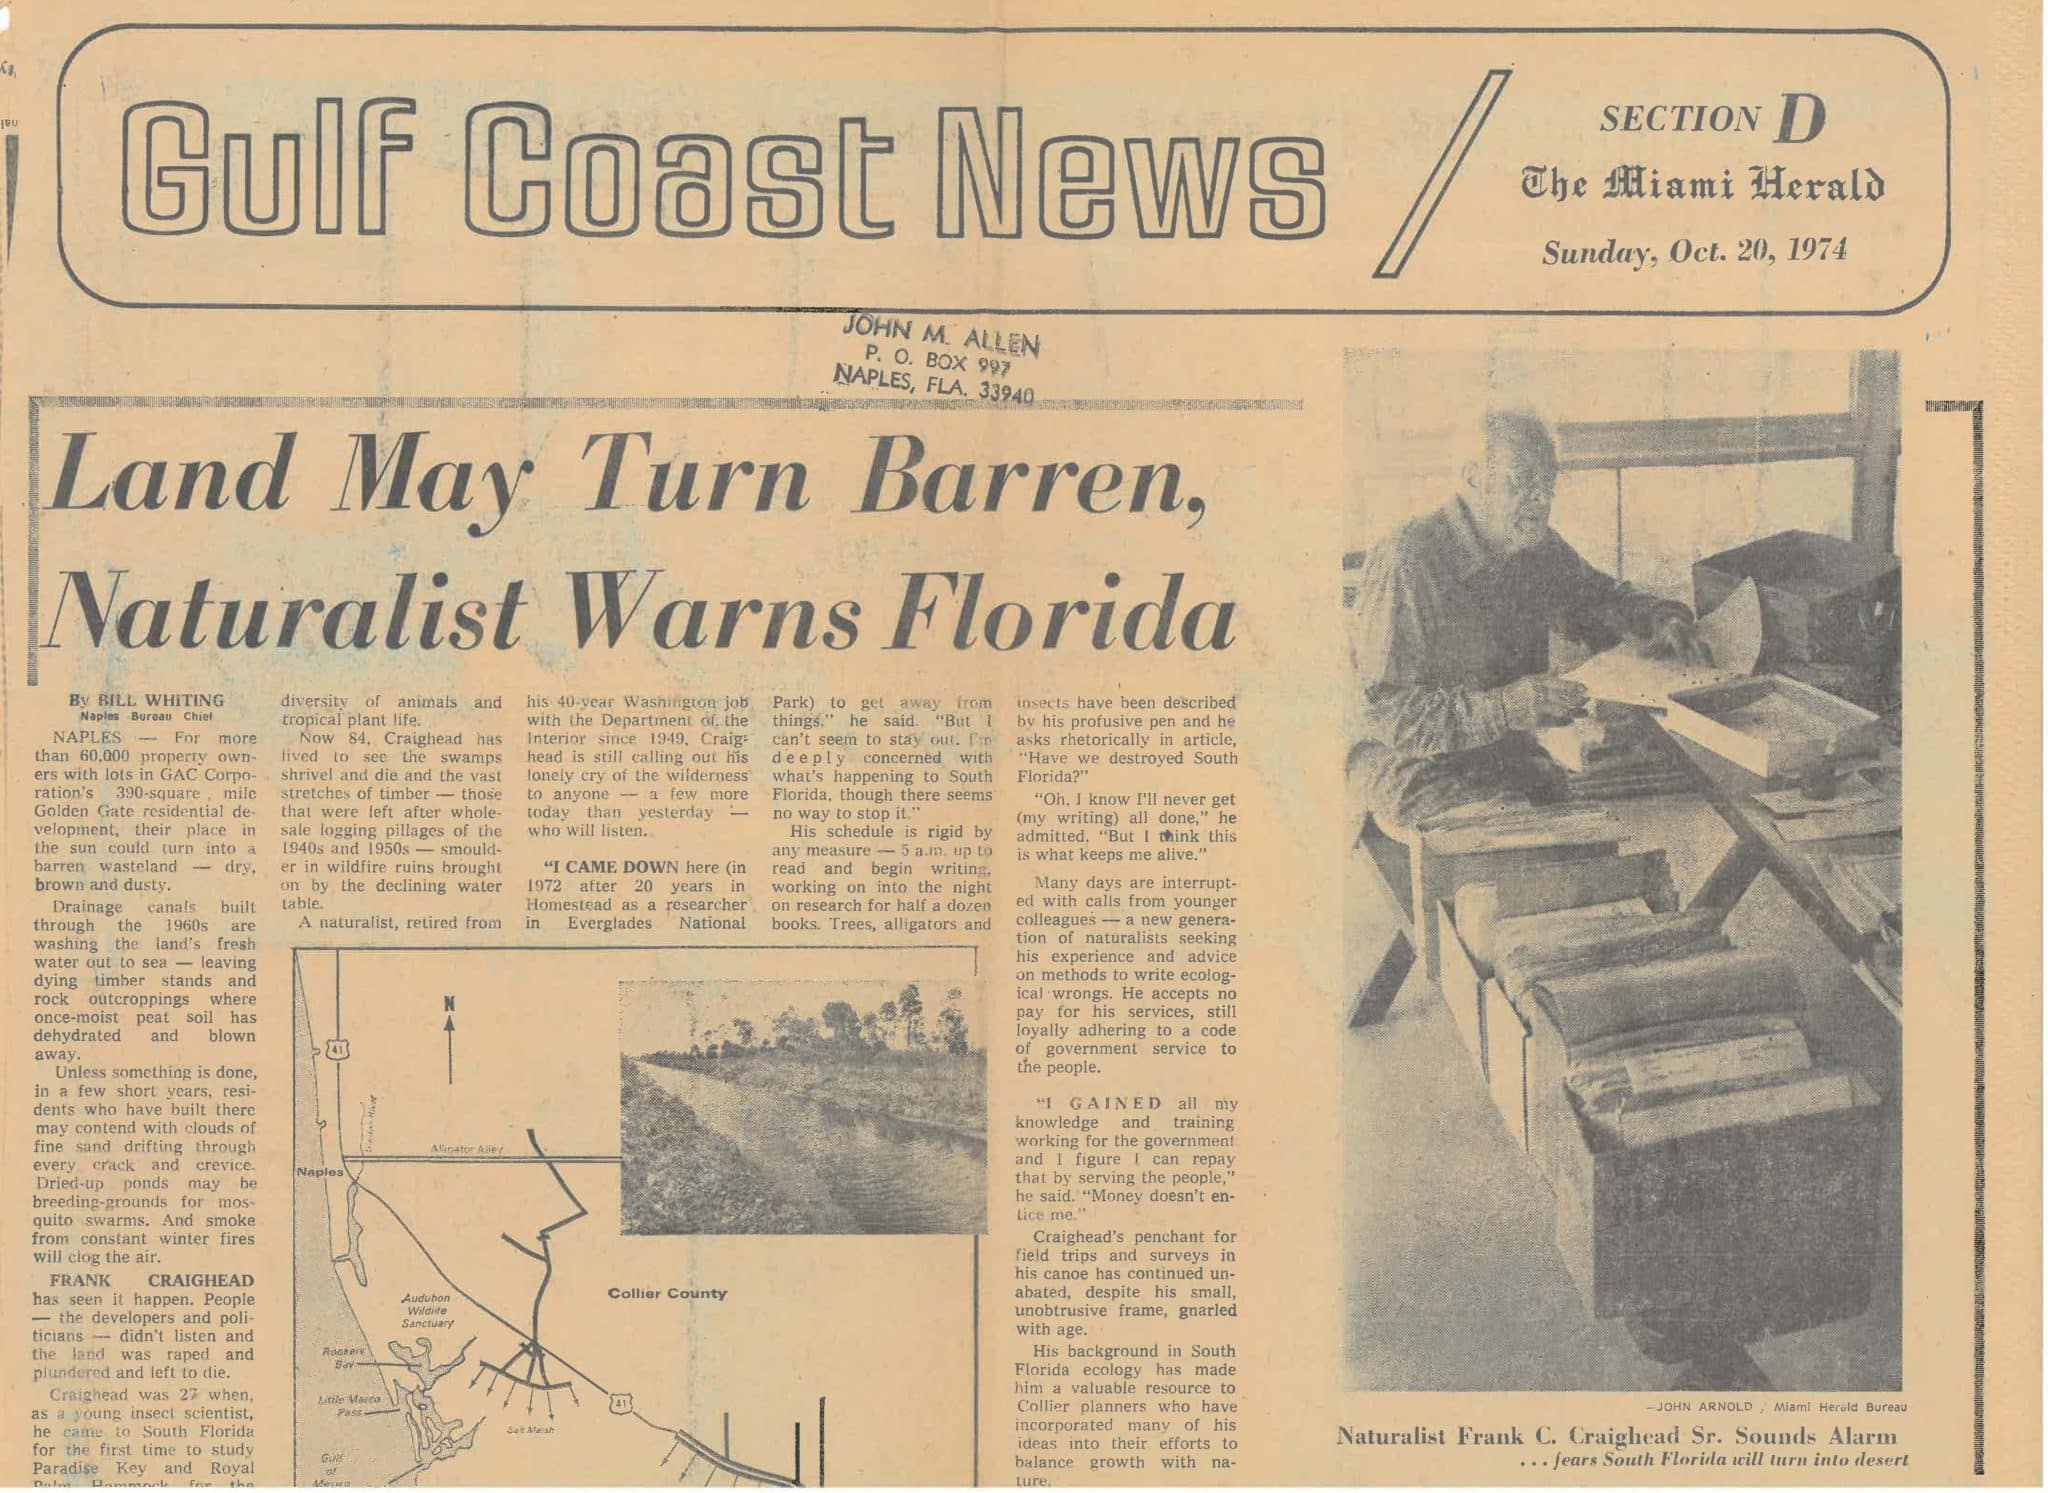 Gulf Coast News
SECTION D
The Miami Herald
Sunday, Oct. 20, 1974
JOHN M. ALLEN
P. O. BOX 997
NAPLES, FLA. 33940
Land May Turn Barren,
Naturalist Warns Florida
By BILL WHITING
Naples Bureau Chief
NAPLES — For more
than 60,000 property own-
ers with lots in GAC Corpo-
ration's 390-square mile
Golden Gate residential de-
velopment, their place in
the sun could turn into a
barren wasteland — dry,
brown and dusty.
Drainage canals built
through the 1960s are
washing the land's fresh
water out to sea — leaving
dying timber stands and
rock outcroppings where
once-moist peat soil has
dehydrated and blown
away.
Unless something is done,
in a few short years, resi-
dents who have built there
may contend with clouds of
fine sand drifting through
every crack and crevice.
Dried-up ponds may be
breeding-grounds for mos-
quito swarms. And smoke
from constant winter fires
will clog the air.
FRANK CRAIGHEAD
has seen it happen. People
— the developers and poli-
ticians — didn't listen and
the land was raped and
plundered and left to die.
Craighead was 27 when,
as a young insect scientist,
he came to South Florida
for the first time to study
Paradise Key and Royal
Palm Hammock for the
diversity of animals and
tropical plant life.
Now 84, Craighead has
lived to see the swamps
shrivel and die and the vast
stretches of timber — those
that were left after whole-
sale logging pillages of the
1940s and 1950s — smould-
er in wildfire ruins brought
on by the declining water
table.
A naturalist, retired from
his 40-year Washington job
with the Department of the
Interior since 1949, Craig-
head is still calling out his
lonely cry of the wilderness
to anyone — a few more
today than yesterday —
who will listen.
"I CAME DOWN here (in
1972 after 20 years in
Homestead as a researcher
in Everglades National
Park) to get away from
things," he said. "But I
can't seem to stay out. I'm
deeply concerned with
what's happening to South
Florida, though there seems
no way to stop it."
His schedule is rigid by
any measure — 5 a.m. up to
read and begin writing,
working on into the night
on research for half a dozen
books. Trees, alligators and
insects have been described
by his profusive pen and he
asks rhetorically in article,
"Have we destroyed South
Florida?"
"Oh, I know I'll never get
(my writing) all done," he
admitted. "But I think this
is what keeps me alive."
Many days are interrupt-
ed with calls from younger
colleagues — a new genera-
tion of naturalists seeking
his experience and advice
on methods to write ecolog-
ical wrongs. He accepts no
pay for his services, still
loyally adhering to a code
of government service to
the people.
"I GAINED all my
knowledge and training
working for the government
and I figure I can repay
that by serving the people,"
he said. "Money doesn't en-
tice me."
Craighead's penchant for
field trips and surveys in
his canoe has continued un-
abated, despite his small,
unobtrusive frame, gnarled
with age.
His background in South
Florida ecology has made
him a valuable resource to
Collier planners who have
incorporated many of his
ideas into their efforts to
balance growth with na-
ture.
N
41
Alligator Alley
Naples
Collier County
Audubon
Wildlife
Sanctuary
Rookery
Bay
Little Marco
Pass
Salt Marsh
41
Gulf
of
Mexico
—JOHN ARNOLD / Miami Herald Bureau
Naturalist Frank C. Craighead Sr. Sounds Alarm
. . . fears South Florida will turn into desert